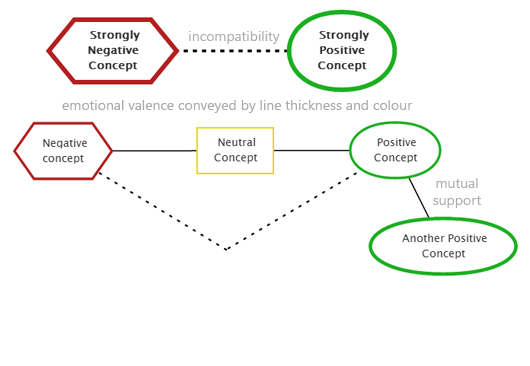 Strongly
Negative
Concept
incompatibility
Strongly
Positive
Concept
emotional valence conveyed by line thickness and colour
Negative
concept
Neutral
Concept
Positive
Concept
mutual
support
Another Positive
Concept